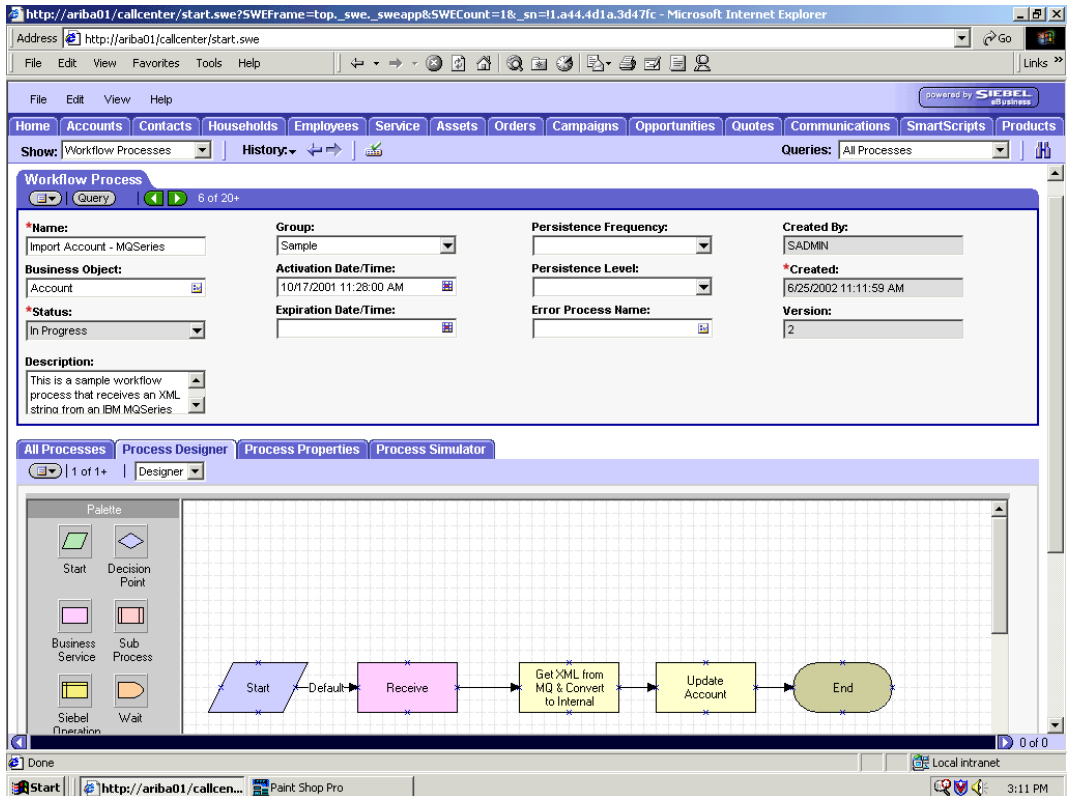 http://ariba01/callcenter/start.swe?SWEFrame=top._swe._sweapp&SWECount=1&_sn=!1.a44.4d1a.3d47fc - Microsoft Internet Explorer
Address http://ariba01/callcenter/start.swe Go
File Edit View Favorites Tools Help Links »
File Edit View Help powered by SIEBEL eBusiness
Home Accounts Contacts Households Employees Service Assets Orders Campaigns Opportunities Quotes Communications SmartScripts Products
Show: Workflow Processes History: Queries: All Processes
Workflow Process
Query 6 of 20+
*Name: Group: Persistence Frequency: Created By:
Import Account - MQSeries Sample SADMIN
Business Object: Activation Date/Time: Persistence Level: *Created:
Account 10/17/2001 11:28:00 AM 6/25/2002 11:11:59 AM
*Status: Expiration Date/Time: Error Process Name: Version:
In Progress 2
Description:
This is a sample workflow
process that receives an XML
string from an IBM MQSeries
All Processes Process Designer Process Properties Process Simulator
1 of 1+ Designer
Palette
Start Decision
Point
Business Sub
Service Process
Siebel Wait
Operation
Start Default Receive Get XML from
MQ & Convert
to Internal Update
Account End
0 of 0
Done Local intranet
Start http://ariba01/callcen... Paint Shop Pro 3:11 PM